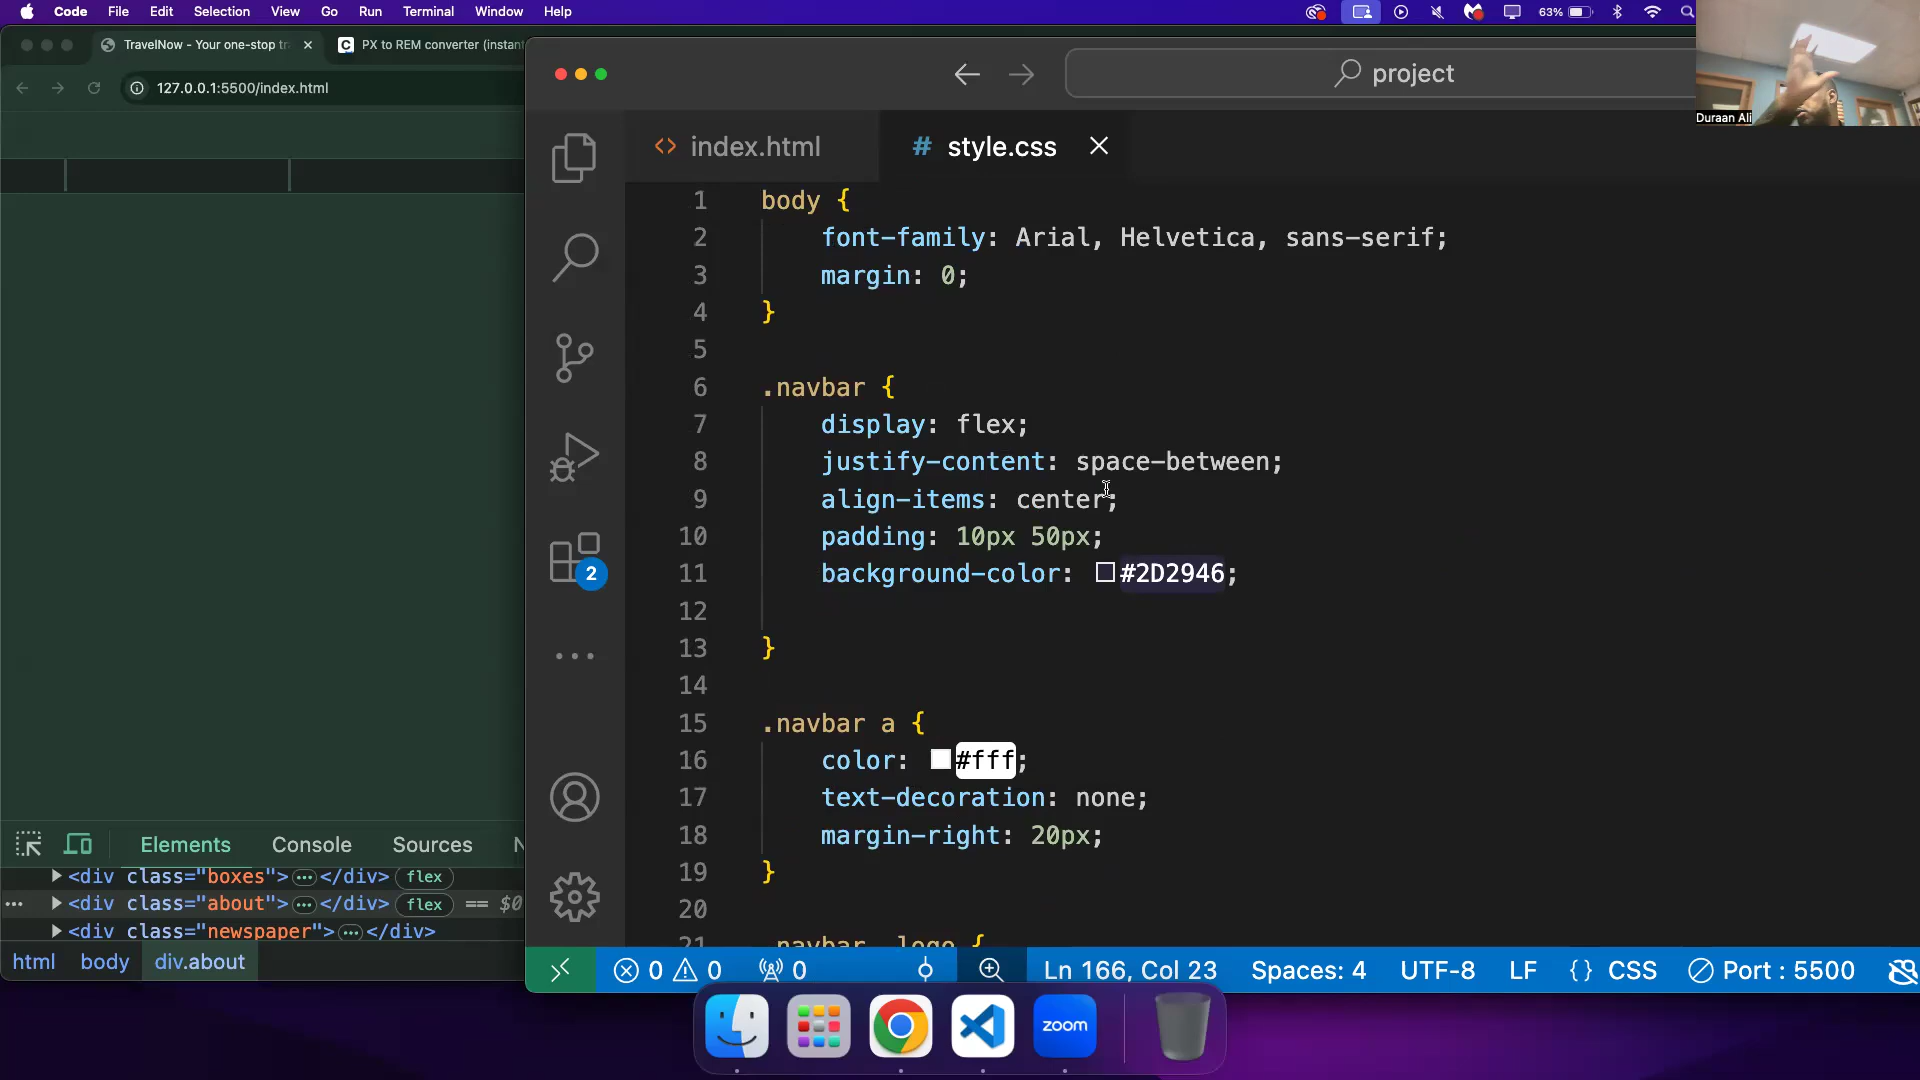 Code File Edit Selection View Go Run Terminal Window Help 63%
TravelNow - Your one-stop tr
PX to REM converter (instant
127.0.0.1:5500/index.html
project
Duraan Ali
<> index.html
# style.css
1 body {
2 font-family: Arial, Helvetica, sans-serif;
3 margin: 0;
4 }
5
6 .navbar {
7 display: flex;
8 justify-content: space-between;
9 align-items: center;
10 padding: 10px 50px;
11 background-color: #2D2946;
12
13 }
14
15 .navbar a {
16 color: #fff;
17 text-decoration: none;
18 margin-right: 20px;
19 }
20
21 .navbar .logo {
2
Elements Console Sources N
<div class="boxes">…</div> flex
<div class="about">…</div> flex == $0
<div class="newspaper">…</div>
html body div.about
0 0 0 Ln 166, Col 23 Spaces: 4 UTF-8 LF {} CSS Port : 5500
zoom